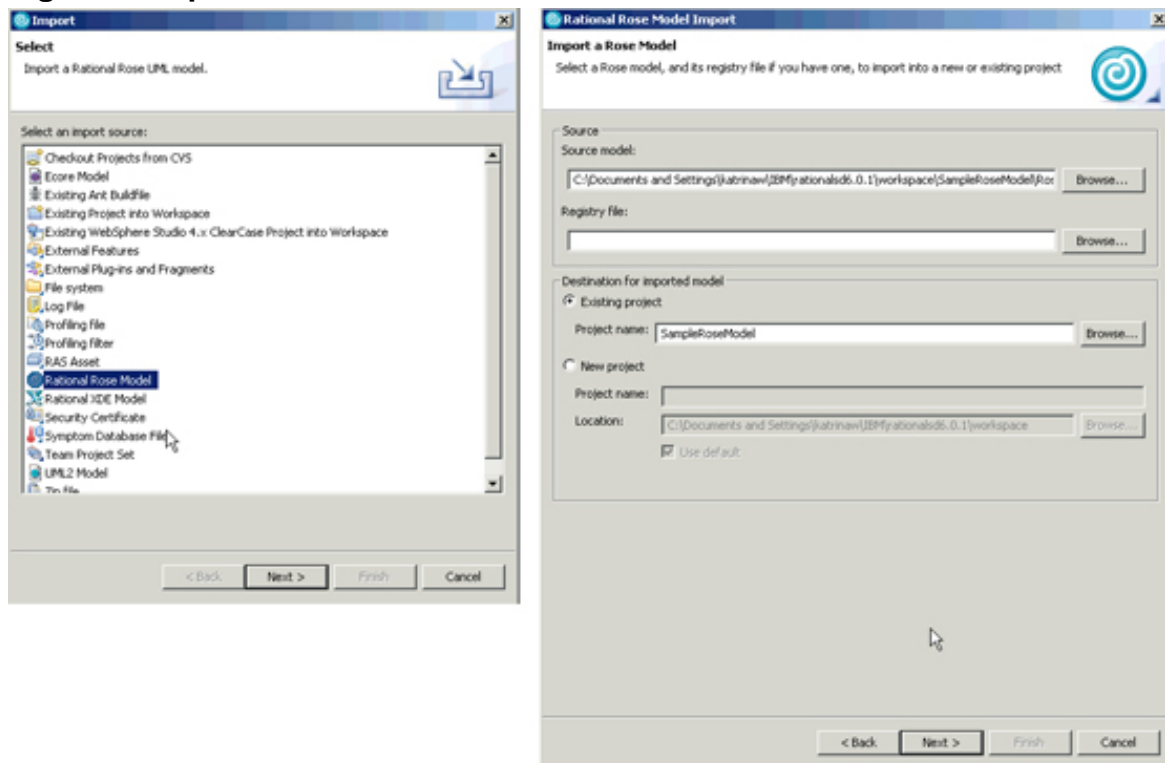 Import
Select
Import a Rational Rose UML model.
Select an import source:
Checkout Projects from CVS
Ecore Model
Existing Ant Buildfile
Existing Project into Workspace
Existing WebSphere Studio 4.x ClearCase Project into Workspace
External Features
External Plug-ins and Fragments
File system
Log File
Profiling file
Profiling filter
RAS Asset
Rational Rose Model
Rational XDE Model
Security Certificate
Symptom Database File
Team Project Set
UML2 Model
Zip file
< Back
Next >
Finish
Cancel
Rational Rose Model Import
Import a Rose Model
Select a Rose model, and its registry file if you have one, to import into a new or existing project
Source
Source model:
C:\Documents and Settings\katrinaw\IBM\rationalsd6.0.1\workspace\SampleRoseModel\Ros
Browse...
Registry file:
Browse...
Destination for imported model
Existing project
Project name: SampleRoseModel Browse...
New project
Project name:
Location: C:\Documents and Settings\katrinaw\IBM\rationalsd6.0.1\workspace Browse...
Use default
< Back
Next >
Finish
Cancel